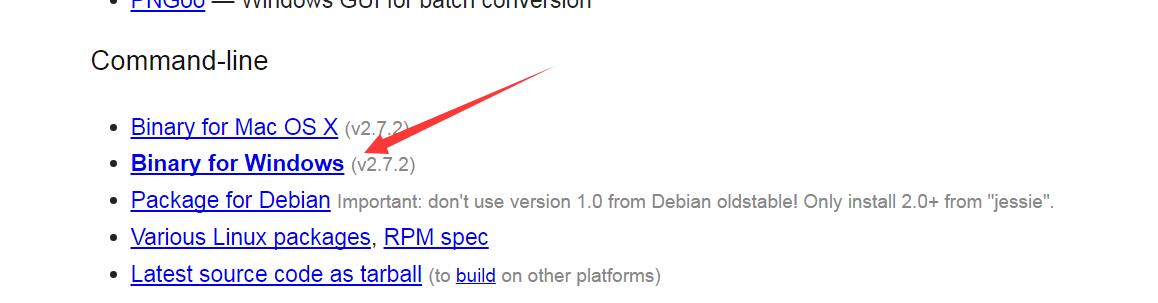 PNGoo — Windows GUI for batch conversion
Command-line
Binary for Mac OS X (v2.7.2)
Binary for Windows (v2.7.2)
Package for Debian Important: don't use version 1.0 from Debian oldstable! Only install 2.0+ from "jessie".
Various Linux packages, RPM spec
Latest source code as tarball (to build on other platforms)